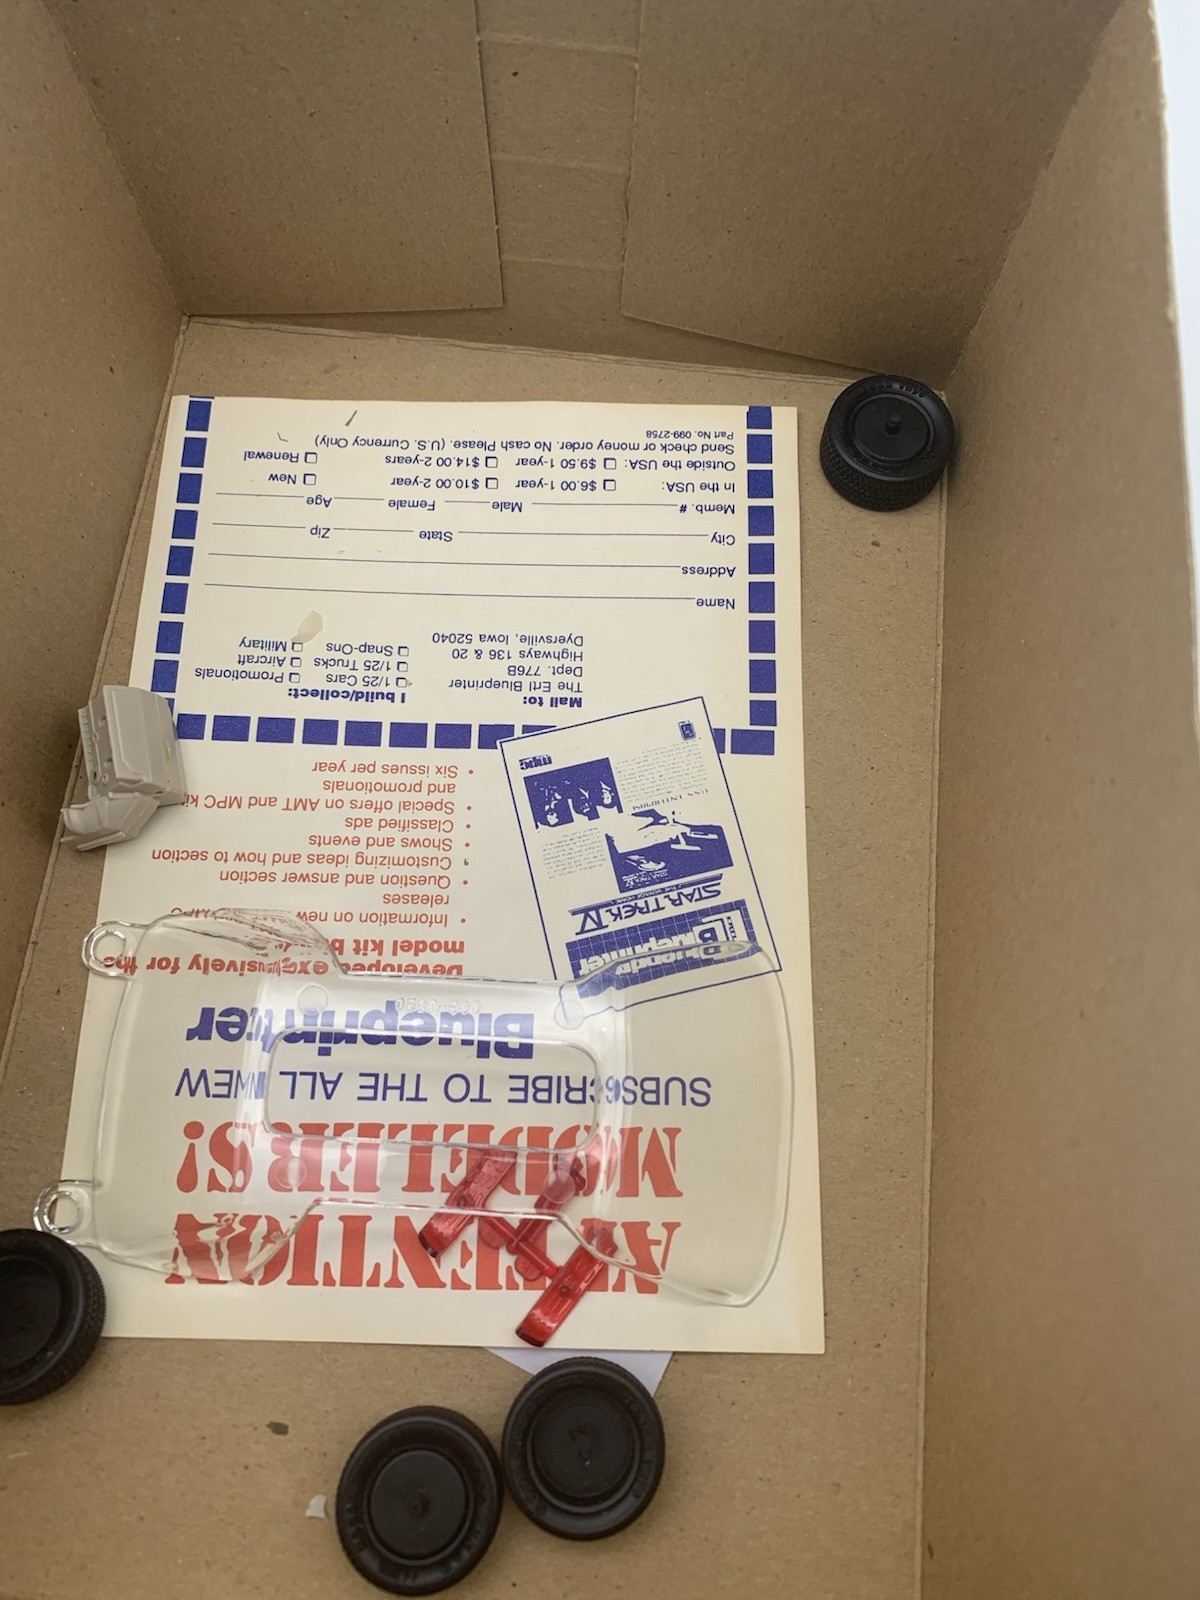 ATTENTION
MODELERS!
SUBSCRIBE TO THE ALL NEW
Blueprinter
Developed exclusively for the
model kit
• Information on new
releases
• Question and answer section
• Customizing ideas and how to section
• Shows and events
• Classified ads
• Special offers on AMT and MPC
and promotionals
• Six issues per year
Blueprinter
STAR TREK IV
THE VOYAGE HOME
U.S.S. ENTERPRISE
mpc
Mail to:
The Ertl Blueprinter
Dept. 776B
Highways 136 & 20
Dyersville, Iowa 52040
I build/collect:
☐ 1/25 Cars ☐ Promotionals
☐ 1/25 Trucks ☐ Aircraft
☐ Snap-Ons ☐ Military
Name
Address
City State Zip
Memb. # Male Female Age
In the USA: ☐ $6.00 1-year ☐ $10.00 2-year ☐ New
Outside the USA: ☐ $9.50 1-year ☐ $14.00 2-years ☐ Renewal
Send check or money order. No cash Please. (U.S. Currency Only)
Part No. 099-2758